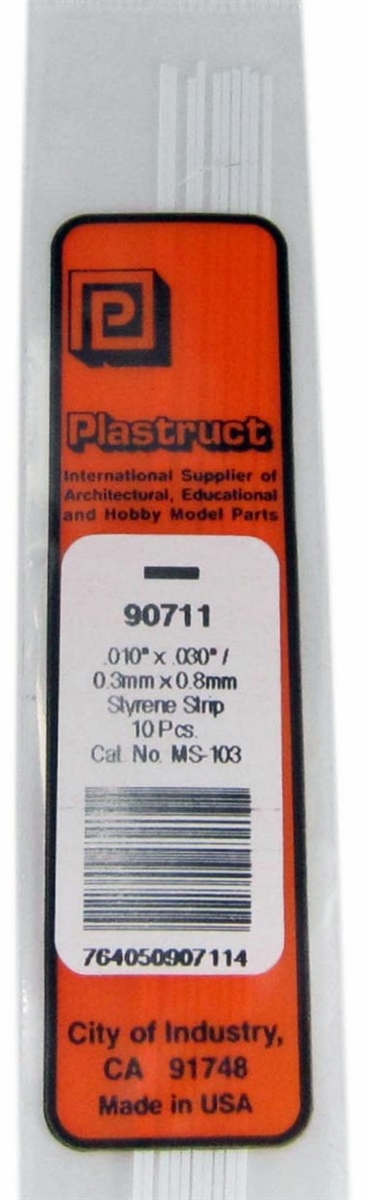 P
Plastruct
International Supplier of
Architectural, Educational
and Hobby Model Parts
90711
.010" x .030" /
0.3mm x 0.8mm
Styrene Strip
10 Pcs.
Cat. No. MS-103
764050907114
City of Industry,
CA 91748
Made in USA